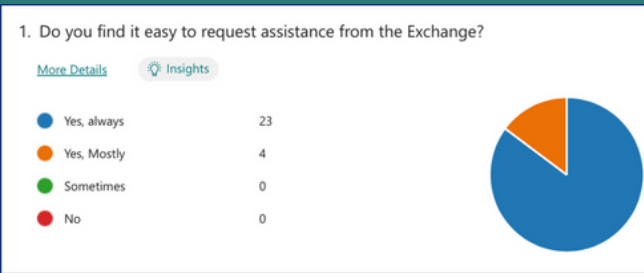 1. Do you find it easy to request assistance from the Exchange?
More Details Insights
Yes, always 23
Yes, Mostly 4
Sometimes 0
No 0